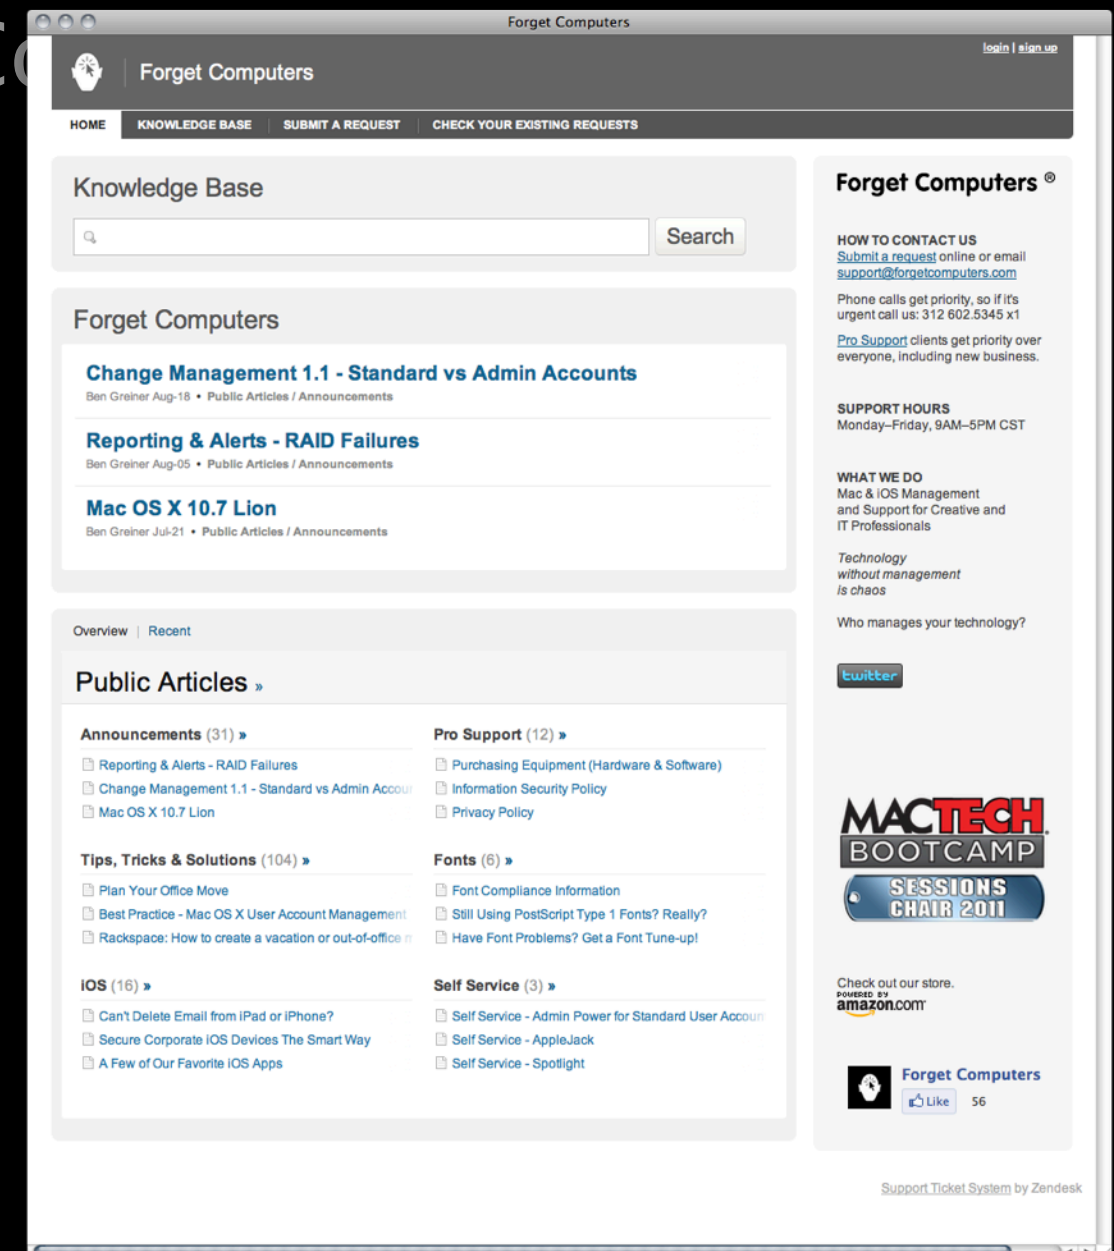 Forget Computers
login | sign up
Forget Computers
HOME KNOWLEDGE BASE SUBMIT A REQUEST CHECK YOUR EXISTING REQUESTS
Knowledge Base
Search
Forget Computers
Change Management 1.1 - Standard vs Admin Accounts
Ben Greiner Aug-18 • Public Articles / Announcements
Reporting & Alerts - RAID Failures
Ben Greiner Aug-05 • Public Articles / Announcements
Mac OS X 10.7 Lion
Ben Greiner Jul-21 • Public Articles / Announcements
Overview | Recent
Public Articles »
Announcements (31) »
Reporting & Alerts - RAID Failures
Change Management 1.1 - Standard vs Admin Accou
Mac OS X 10.7 Lion
Pro Support (12) »
Purchasing Equipment (Hardware & Software)
Information Security Policy
Privacy Policy
Tips, Tricks & Solutions (104) »
Plan Your Office Move
Best Practice - Mac OS X User Account Management
Rackspace: How to create a vacation or out-of-office
Fonts (6) »
Font Compliance Information
Still Using PostScript Type 1 Fonts? Really?
Have Font Problems? Get a Font Tune-up!
iOS (16) »
Can't Delete Email from iPad or iPhone?
Secure Corporate iOS Devices The Smart Way
A Few of Our Favorite iOS Apps
Self Service (3) »
Self Service - Admin Power for Standard User Accoun
Self Service - AppleJack
Self Service - Spotlight
Forget Computers ®
HOW TO CONTACT US
Submit a request online or email
support@forgetcomputers.com
Phone calls get priority, so if it's
urgent call us: 312 602.5345 x1
Pro Support clients get priority over
everyone, including new business.
SUPPORT HOURS
Monday–Friday, 9AM–5PM CST
WHAT WE DO
Mac & iOS Management
and Support for Creative and
IT Professionals
Technology
without management
is chaos
Who manages your technology?
twitter
MACTECH.
BOOTCAMP
SESSIONS
CHAIR 2011
Check out our store.
POWERED BY
amazon.com
Forget Computers
Like 56
Support Ticket System by Zendesk